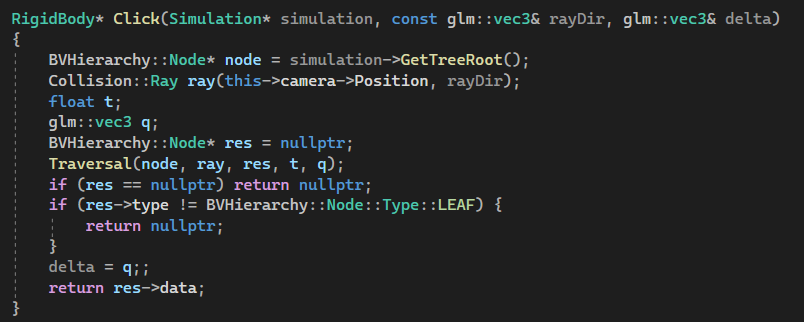 RigidBody* Click(Simulation* simulation, const glm::vec3& rayDir, glm::vec3& delta)
{
    BVHierarchy::Node* node = simulation->GetTreeRoot();
    Collision::Ray ray(this->camera->Position, rayDir);
    float t;
    glm::vec3 q;
    BVHierarchy::Node* res = nullptr;
    Traversal(node, ray, res, t, q);
    if (res == nullptr) return nullptr;
    if (res->type != BVHierarchy::Node::Type::LEAF) {
        return nullptr;
    }
    delta = q;;
    return res->data;
}